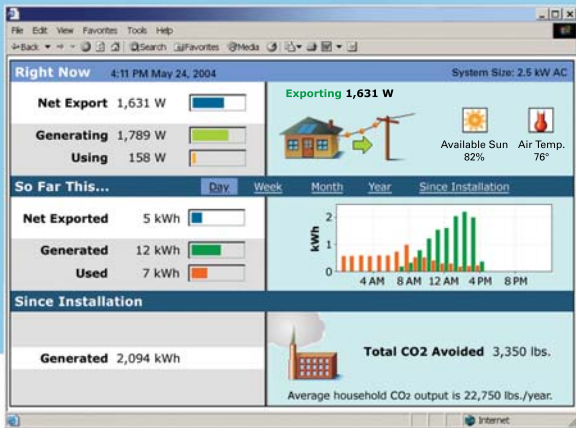 File Edit View Favorites Tools Help
Back Search Favorites Media
Right Now 4:11 PM May 24, 2004 System Size: 2.5 kW AC
Net Export 1,631 W
Generating 1,789 W
Using 158 W
Exporting 1,631 W
Available Sun
82%
Air Temp.
76°
So Far This... Day Week Month Year Since Installation
Net Exported 5 kWh
Generated 12 kWh
Used 7 kWh
kWh
2
1
0
4 AM 8 AM 12 AM 4 PM 8 PM
Since Installation
Generated 2,094 kWh
Total CO2 Avoided 3,350 lbs.
Average household CO2 output is 22,750 lbs./year.
Internet